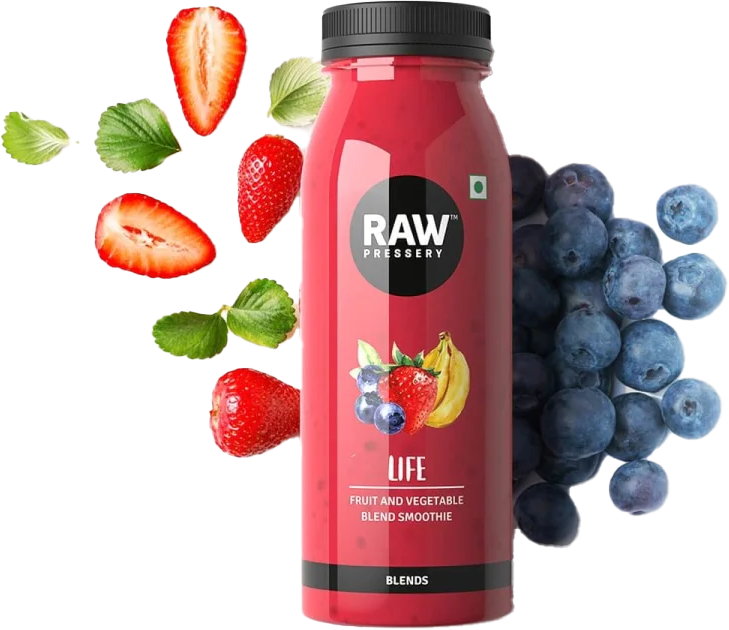 RAW™
PRESSERY
LIFE
FRUIT AND VEGETABLE
BLEND SMOOTHIE
BLENDS